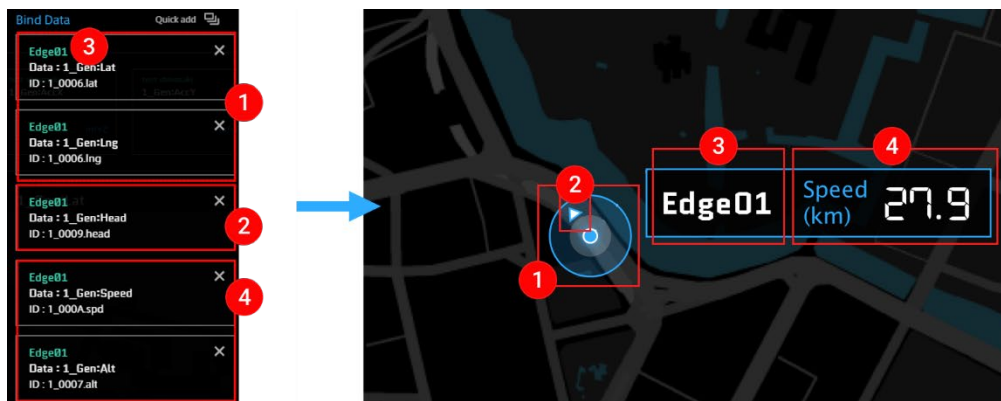 Bind Data
Quick add
3
Edge01
Data : 1_Gen:Lat
ID : 1_0006.lat
1
Edge01
Data : 1_Gen:Lng
ID : 1_0006.lng
Edge01
Data : 1_Gen:Head
ID : 1_0009.head
2
Edge01
Data : 1_Gen:Speed
ID : 1_000A.spd
4
Edge01
Data : 1_Gen:Alt
ID : 1_0007.alt
3
4
2
Edge01
Speed
(km)
27.9
1